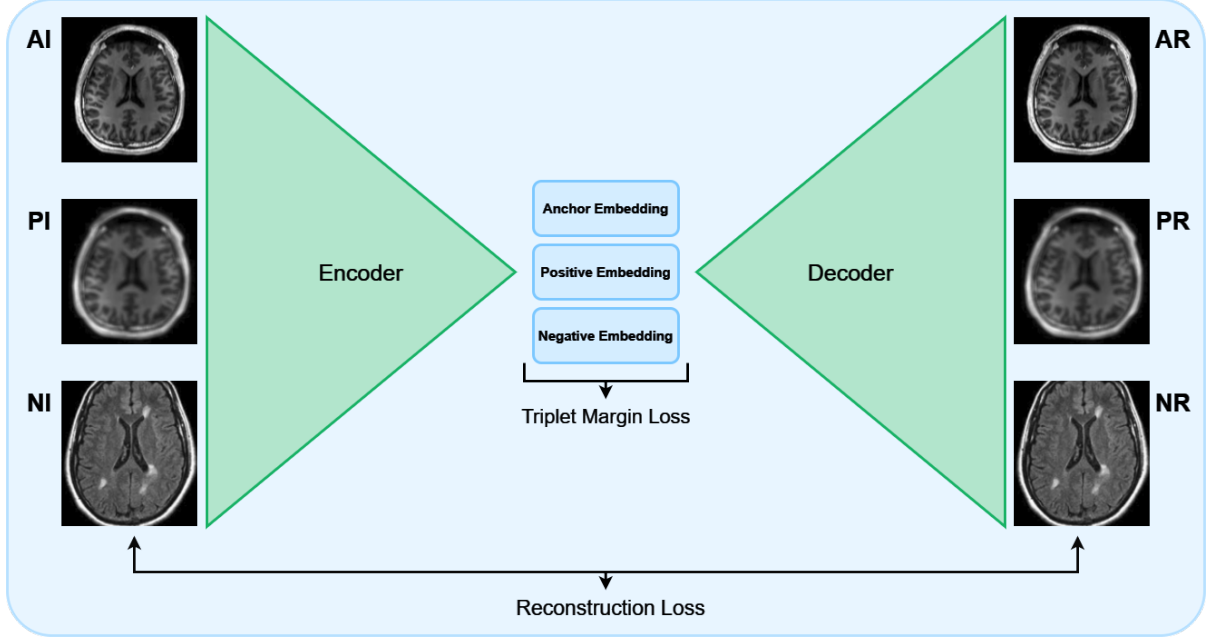 AI
AR
PI
PR
NI
NR
Encoder
Anchor Embedding
Positive Embedding
Negative Embedding
Decoder
Triplet Margin Loss
Reconstruction Loss